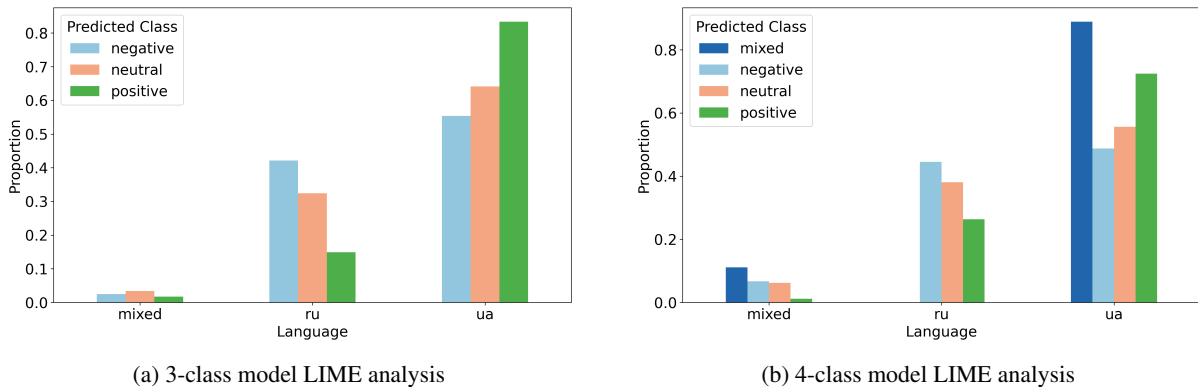 Predicted Class
negative
neutral
positive
Proportion
0.8
0.7
0.6
0.5
0.4
0.3
0.2
0.1
0.0
mixed ru ua
Language
(a) 3-class model LIME analysis
Predicted Class
mixed
negative
neutral
positive
Proportion
0.8
0.6
0.4
0.2
0.0
mixed ru ua
Language
(b) 4-class model LIME analysis